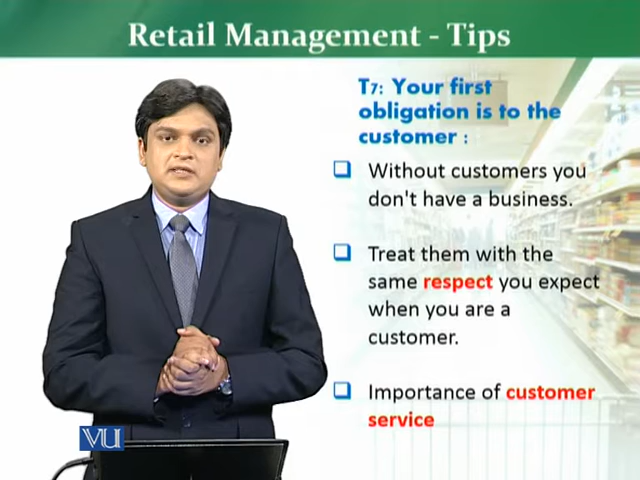 Retail Management - Tips
T7: Your first
obligation is to the
customer :
Without customers you
don't have a business.
Treat them with the
same respect you expect
when you are a
customer.
Importance of customer
service
VU